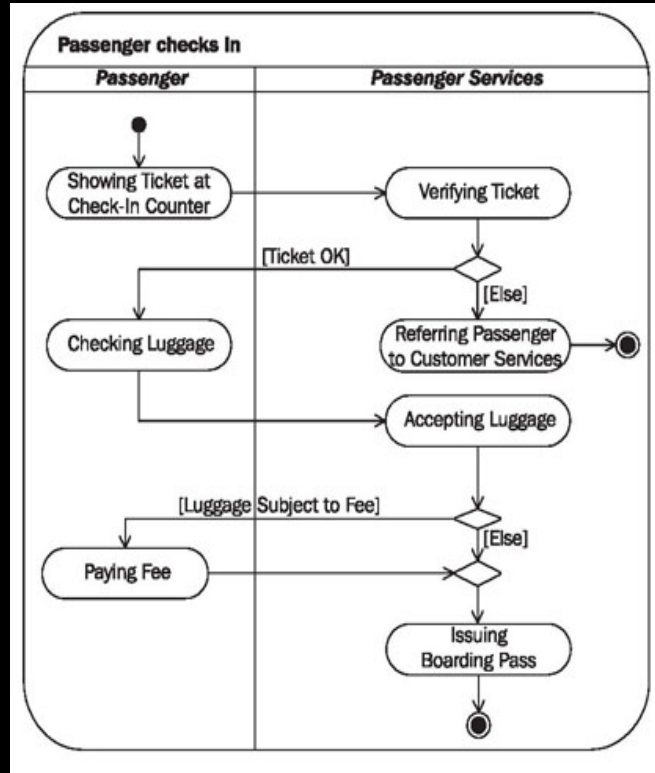 Passenger checks In
Passenger
Passenger Services
Showing Ticket at
Check-In Counter
Verifying Ticket
[Ticket OK]
[Else]
Checking Luggage
Referring Passenger
to Customer Services
Accepting Luggage
[Luggage Subject to Fee]
[Else]
Paying Fee
Issuing
Boarding Pass